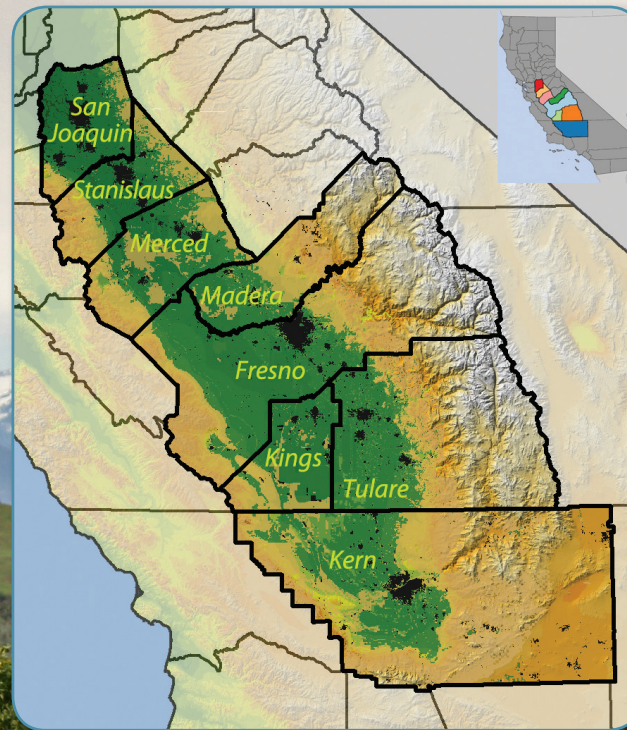 San
Joaquin
Stanislaus
Merced
Madera
Fresno
Kings
Tulare
Kern